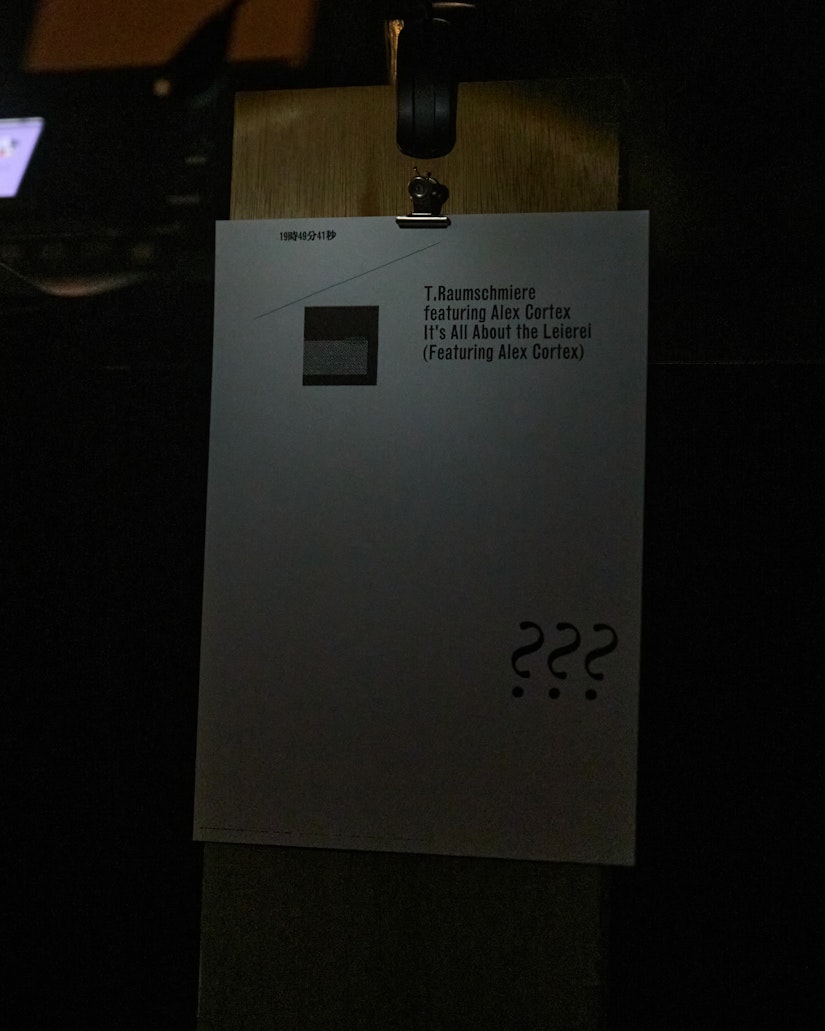 19時49分41秒
T.Raumschmiere
featuring Alex Cortex
It's All About the Leierei
(Featuring Alex Cortex)
???